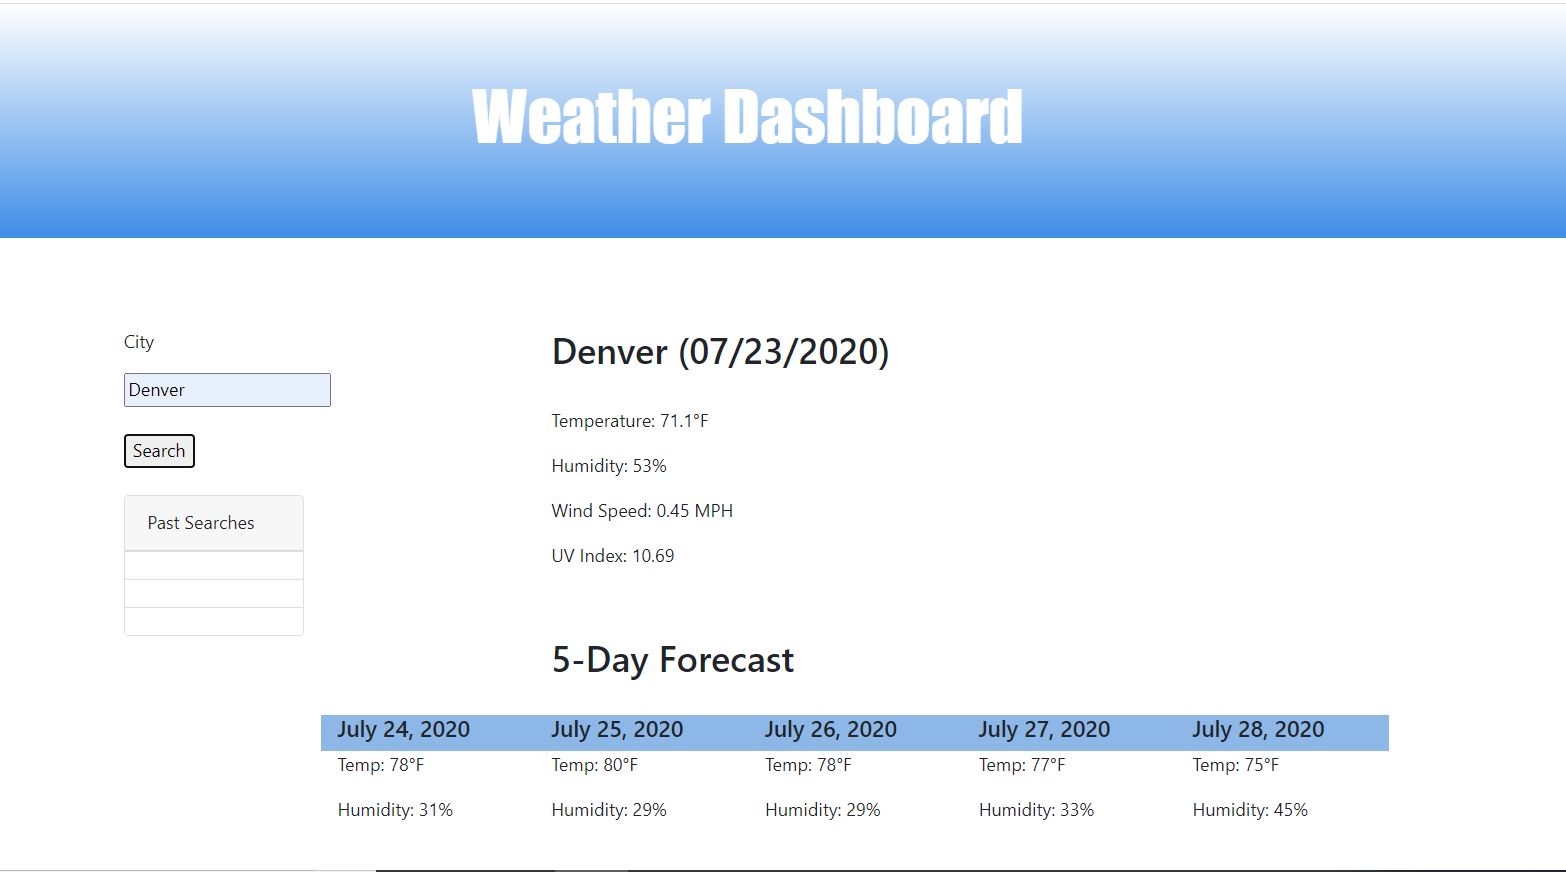 Weather Dashboard
City
Denver
Search
Past Searches
Denver (07/23/2020)
Temperature: 71.1°F
Humidity: 53%
Wind Speed: 0.45 MPH
UV Index: 10.69
5-Day Forecast
July 24, 2020 July 25, 2020 July 26, 2020 July 27, 2020 July 28, 2020
Temp: 78°F Temp: 80°F Temp: 78°F Temp: 77°F Temp: 75°F
Humidity: 31% Humidity: 29% Humidity: 29% Humidity: 33% Humidity: 45%